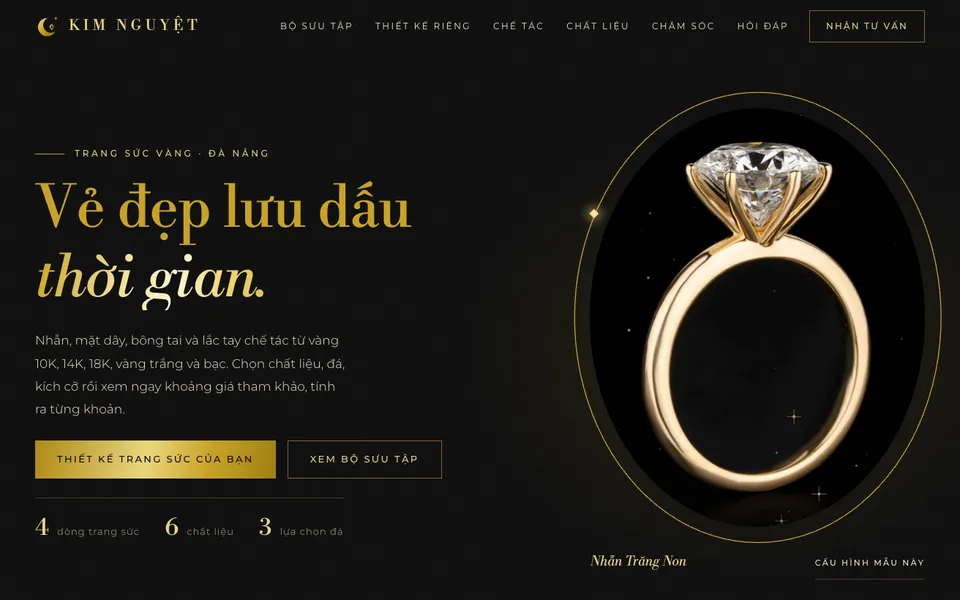 KIM NGUYỆT
BỘ SƯU TẬP
THIẾT KẾ RIÊNG
CHẾ TÁC
CHẤT LIỆU
CHĂM SÓC
HỎI ĐÁP
NHẬN TƯ VẤN
TRANG SỨC VÀNG · ĐÀ NẴNG
Vẻ đẹp lưu dấu
thời gian.
Nhẫn, mặt dây, bông tai và lắc tay chế tác từ vàng
10K, 14K, 18K, vàng trắng và bạc. Chọn chất liệu, đá,
kích cỡ rồi xem ngay khoảng giá tham khảo, tính
ra từng khoản.
THIẾT KẾ TRANG SỨC CỦA BẠN
XEM BỘ SƯU TẬP
4 dòng trang sức
6 chất liệu
3 lựa chọn đá
Nhẫn Trăng Non
CẤU HÌNH MẪU NÀY